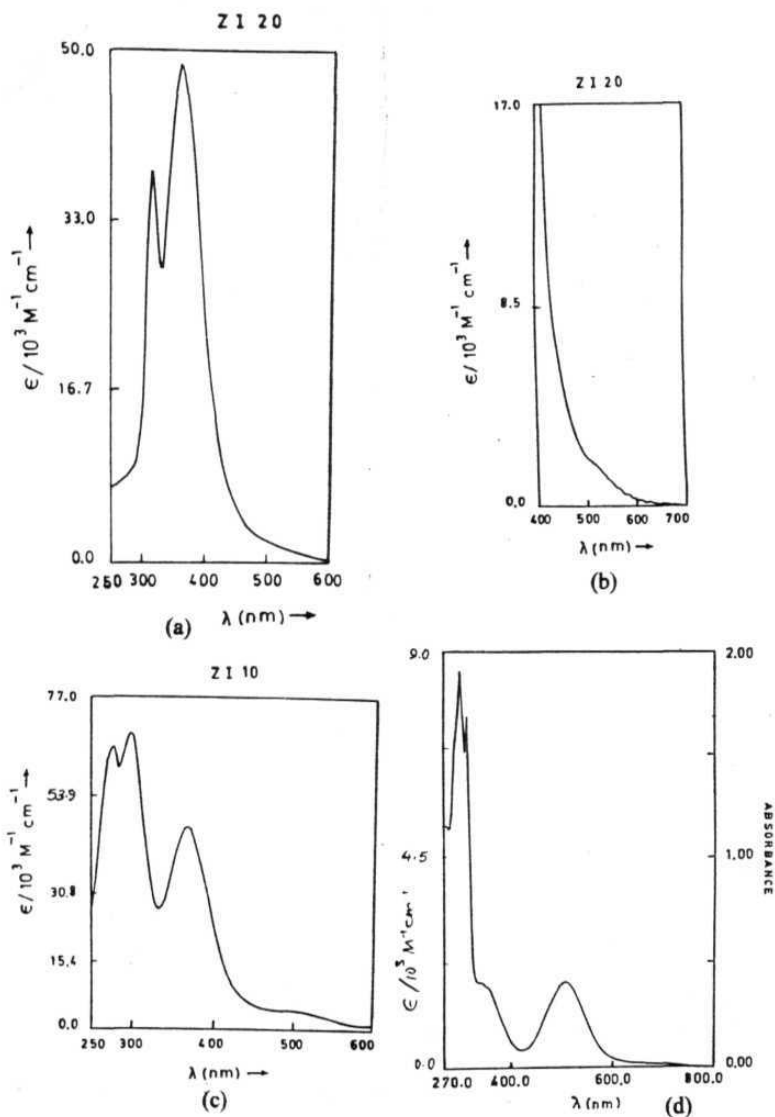 Z I 20
50.0
33.0
16.7
0.0
ϵ / 10³ M⁻¹ cm⁻¹ →
250 300 400 500 600
λ (nm) →
(a)
Z I 20
17.0
8.5
0.0
ϵ / 10³ M⁻¹ cm⁻¹ →
400 500 600 700
λ (nm) →
(b)
Z I 10
77.0
53.9
30.8
15.4
0.0
ϵ / 10³ M⁻¹ cm⁻¹ →
250 300 400 500 600
λ (nm) →
(c)
9.0
4.5
0.0
ϵ / 10³ M⁻¹ cm⁻¹
2.00
1.00
0.00
ABSORBANCE
270.0 400.0 600.0 800.0
λ (nm)
(d)